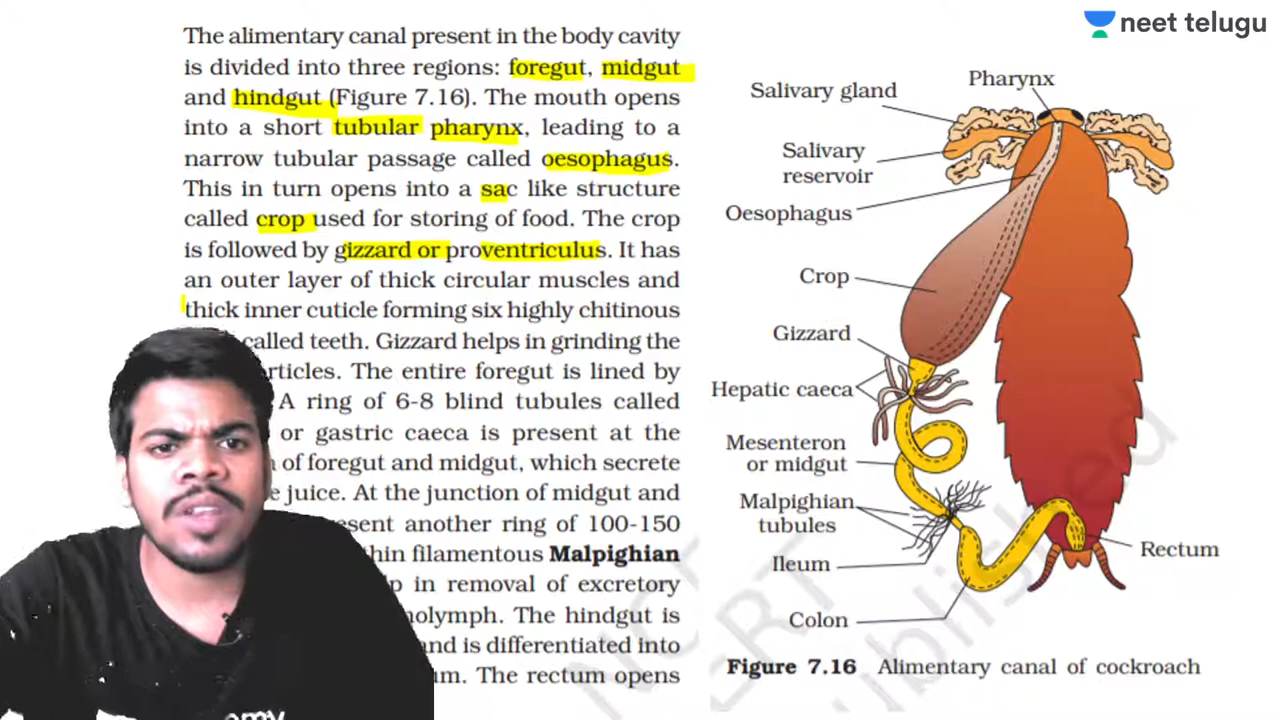 neet telugu
The alimentary canal present in the body cavity
is divided into three regions: foregut, midgut
and hindgut (Figure 7.16). The mouth opens
into a short tubular pharynx, leading to a
narrow tubular passage called oesophagus.
This in turn opens into a sac like structure
called crop used for storing of food. The crop
is followed by gizzard or proventriculus. It has
an outer layer of thick circular muscles and
thick inner cuticle forming six highly chitinous
called teeth. Gizzard helps in grinding the
The entire foregut is lined by
A ring of 6-8 blind tubules called
or gastric caeca is present at the
of foregut and midgut, which secrete
juice. At the junction of midgut and
another ring of 100-150
thin filamentous Malpighian
in removal of excretory
The hindgut is
and is differentiated into
The rectum opens
Pharynx
Salivary gland
Salivary
reservoir
Oesophagus
Crop
Gizzard
Hepatic caeca
Mesenteron
or midgut
Malpighian
tubules
Ileum
Colon
Rectum
Figure 7.16 Alimentary canal of cockroach